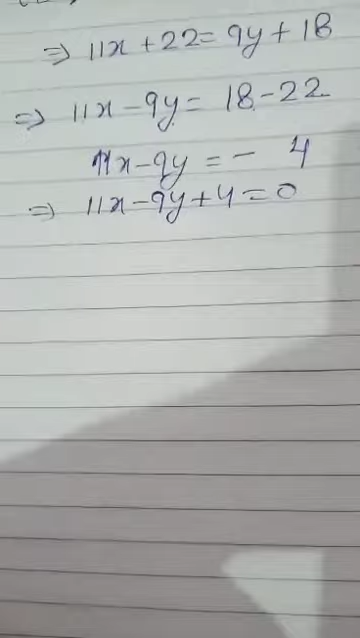 ⇒ 11x + 22 = 9y + 18
⇒ 11x - 9y = 18 - 22
11x - 9y = - 4
⇒ 11x - 9y + 4 = 0